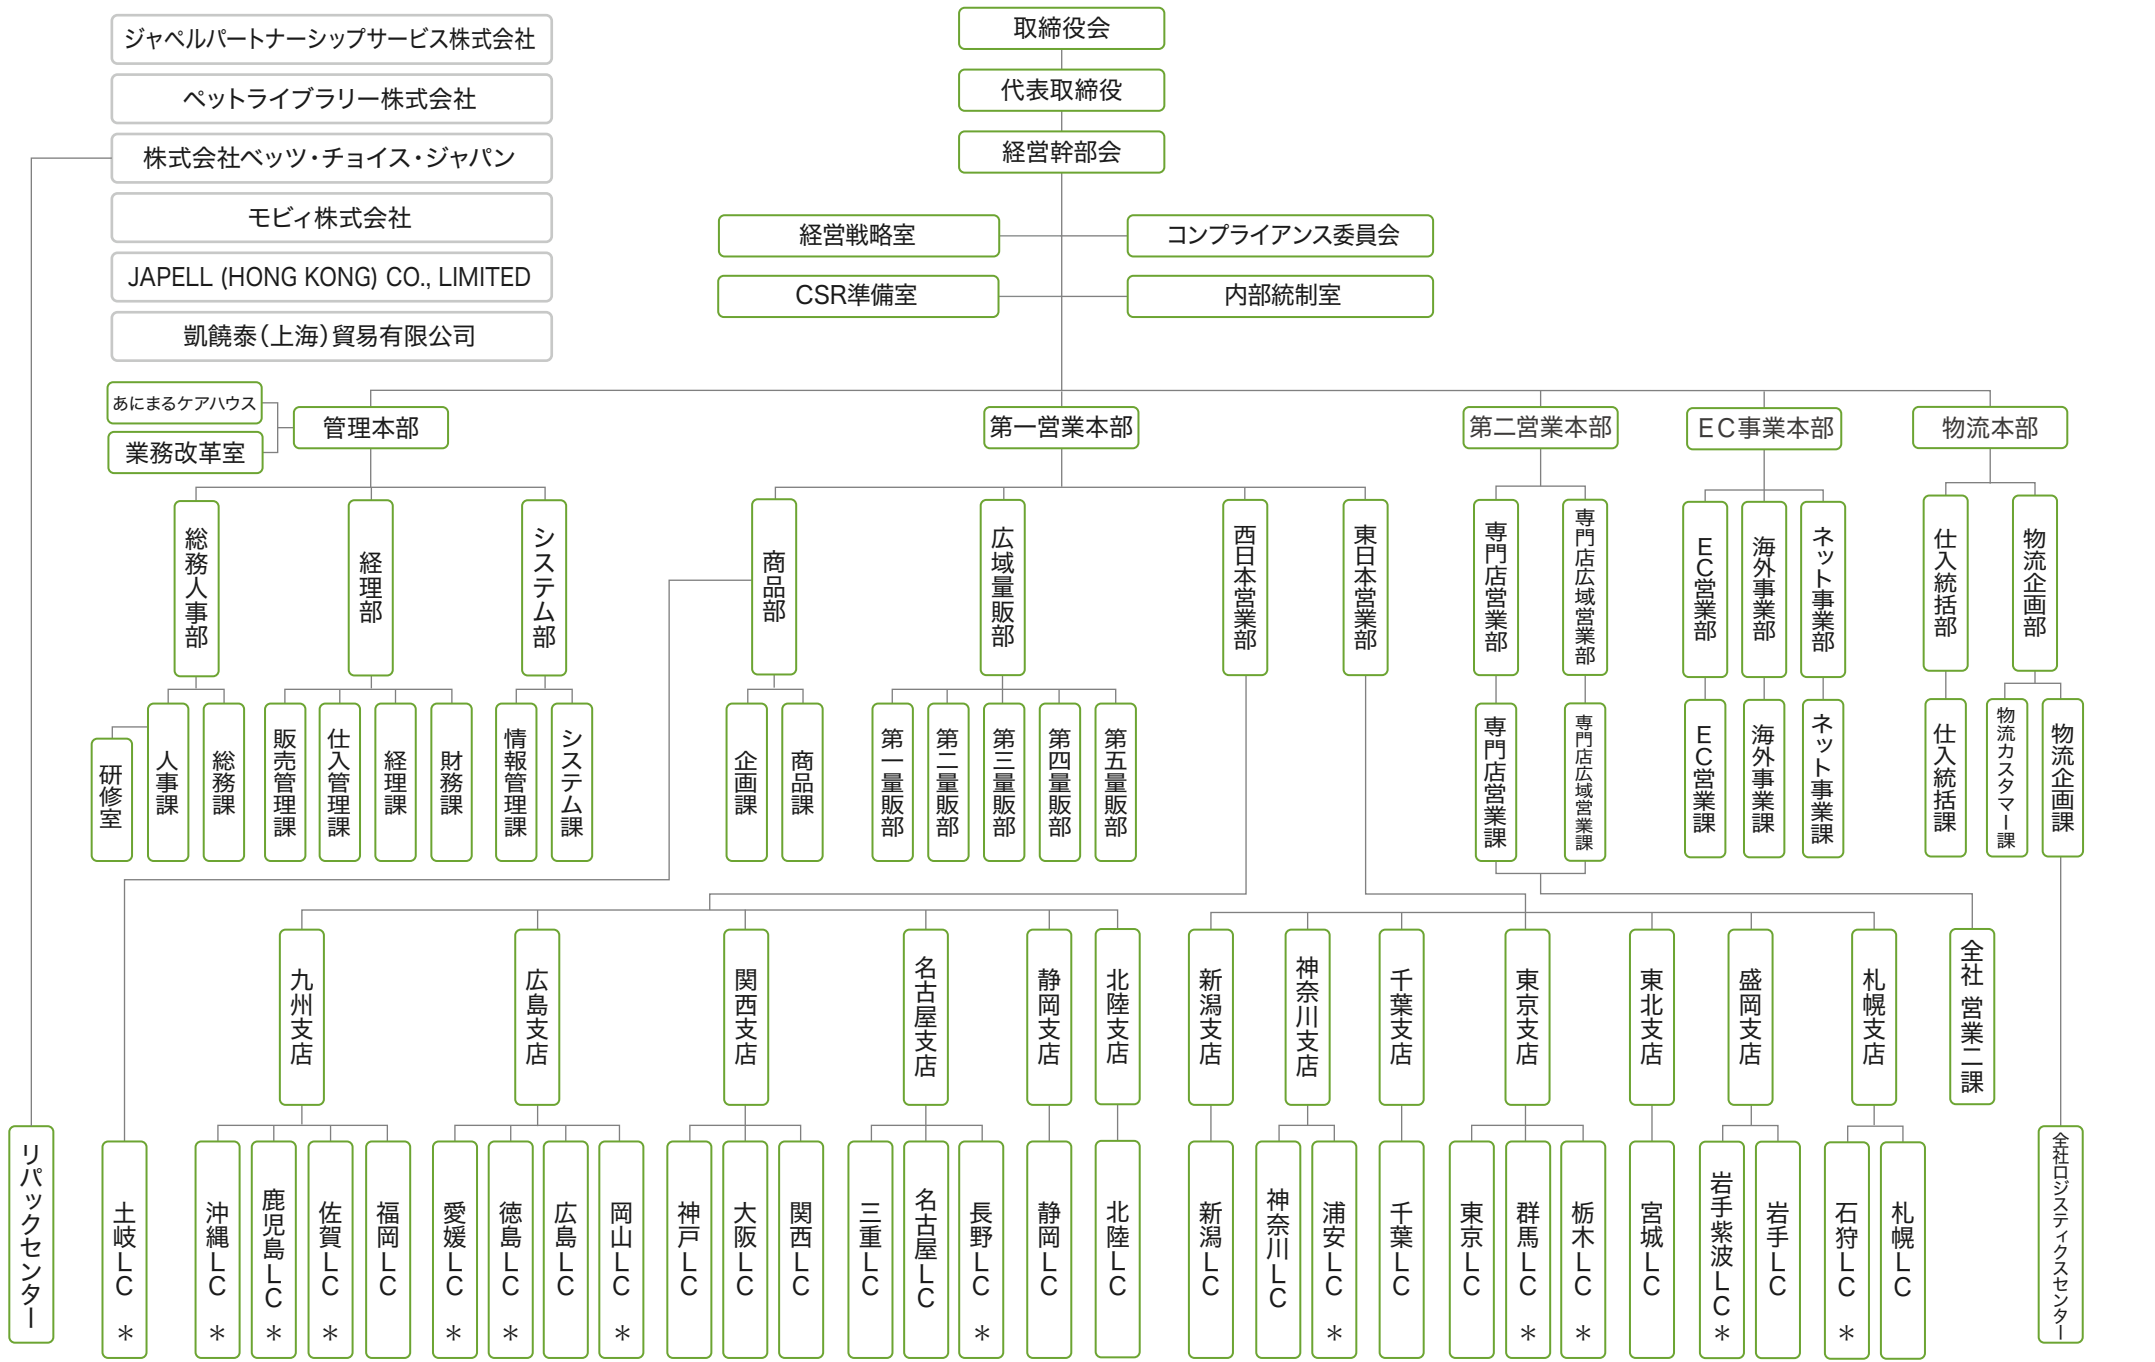 ジャペルパートナーシップサービス株式会社
ペットライブラリー株式会社
株式会社ベッツ・チョイス・ジャパン
モビィ株式会社
JAPELL (HONG KONG) CO., LIMITED
凱饒泰（上海）貿易有限公司
取締役会
代表取締役
経営幹部会
経営戦略室
コンプライアンス委員会
CSR準備室
内部統制室
あにまるケアハウス
業務改革室
管理本部
第一営業本部
第二営業本部
EC事業本部
物流本部
総務人事部
経理部
システム部
商品部
広域量販部
西日本営業部
東日本営業部
専門店営業部
専門店広域営業部
EC営業部
海外事業部
ネット事業部
仕入統括部
物流企画部
研修室
人事課
総務課
販売管理課
仕入管理課
経理課
財務課
情報管理課
システム課
企画課
商品課
第一量販部
第二量販部
第三量販部
第四量販部
第五量販部
専門店営業課
専門店広域営業課
EC営業課
海外事業課
ネット事業課
仕入統括課
物流カスタマー課
物流企画課
九州支店
広島支店
関西支店
名古屋支店
静岡支店
北陸支店
新潟支店
神奈川支店
千葉支店
東京支店
東北支店
盛岡支店
札幌支店
全社 営業二課
リパックセンター
土岐LC ＊
沖縄LC ＊
鹿児島LC ＊
佐賀LC ＊
福岡LC
愛媛LC ＊
徳島LC ＊
広島LC
岡山LC ＊
神戸LC
大阪LC
関西LC
三重LC
名古屋LC
長野LC ＊
静岡LC
北陸LC
新潟LC
神奈川LC
浦安LC ＊
千葉LC
東京LC
群馬LC ＊
栃木LC ＊
宮城LC
岩手紫波LC ＊
岩手LC
石狩LC ＊
札幌LC
全社ロジスティクスセンター